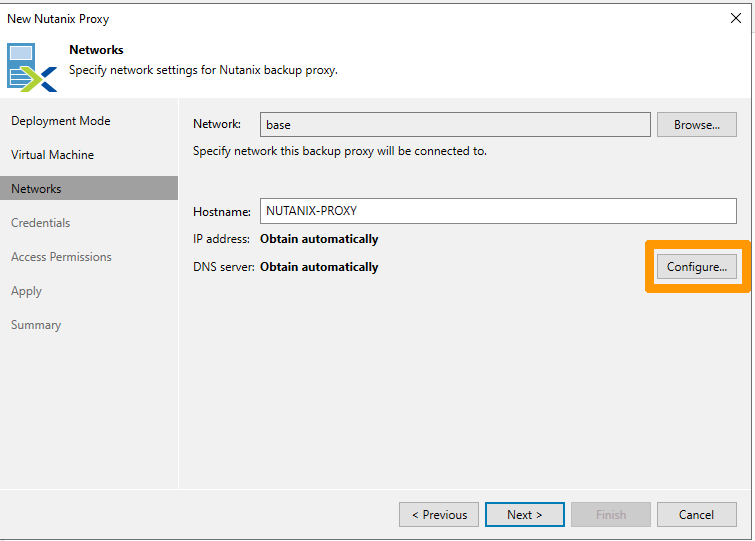 New Nutanix Proxy
Networks
Specify network settings for Nutanix backup proxy.
Deployment Mode
Virtual Machine
Networks
Credentials
Access Permissions
Apply
Summary
Network: base Browse...
Specify network this backup proxy will be connected to.
Hostname: NUTANIX-PROXY
IP address: Obtain automatically
DNS server: Obtain automatically Configure...
< Previous Next > Finish Cancel